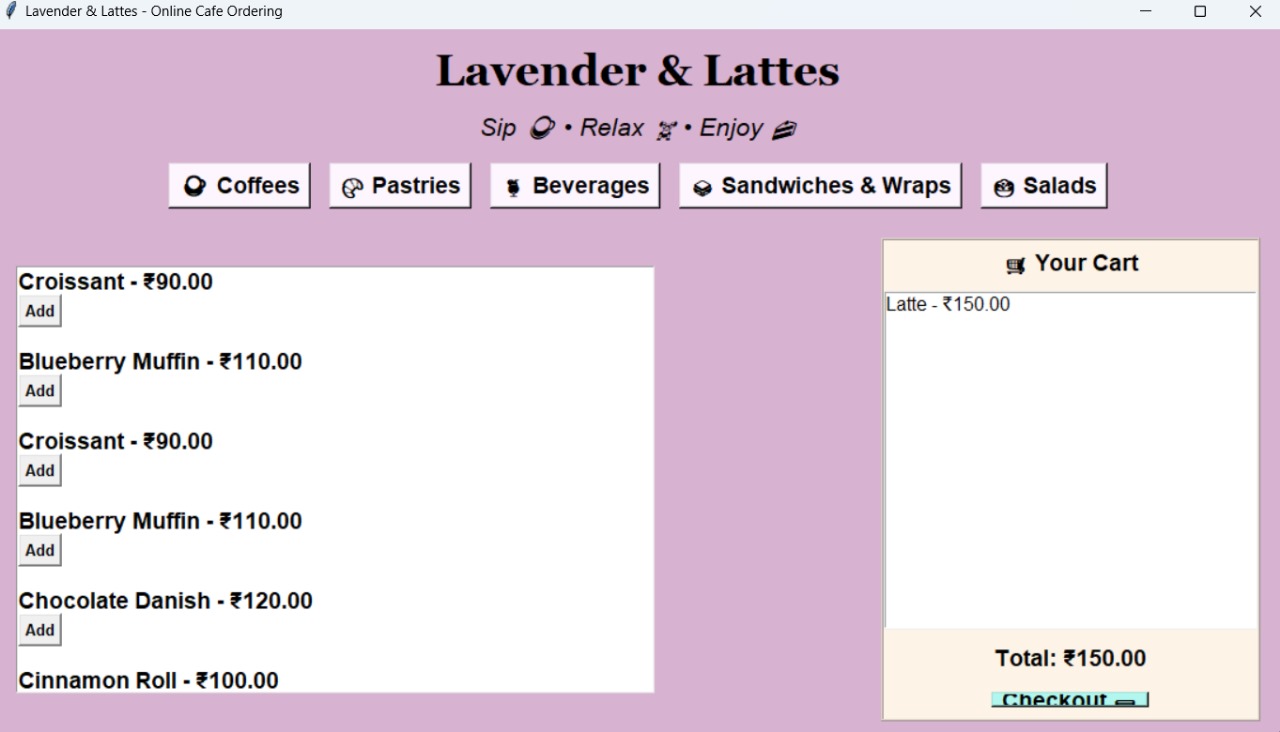 Lavender & Lattes - Online Cafe Ordering
Lavender & Lattes
Sip • Relax • Enjoy
Coffees Pastries Beverages Sandwiches & Wraps Salads
Croissant - ₹90.00
Add
Blueberry Muffin - ₹110.00
Add
Croissant - ₹90.00
Add
Blueberry Muffin - ₹110.00
Add
Chocolate Danish - ₹120.00
Add
Cinnamon Roll - ₹100.00
Your Cart
Latte - ₹150.00
Total: ₹150.00
Checkout